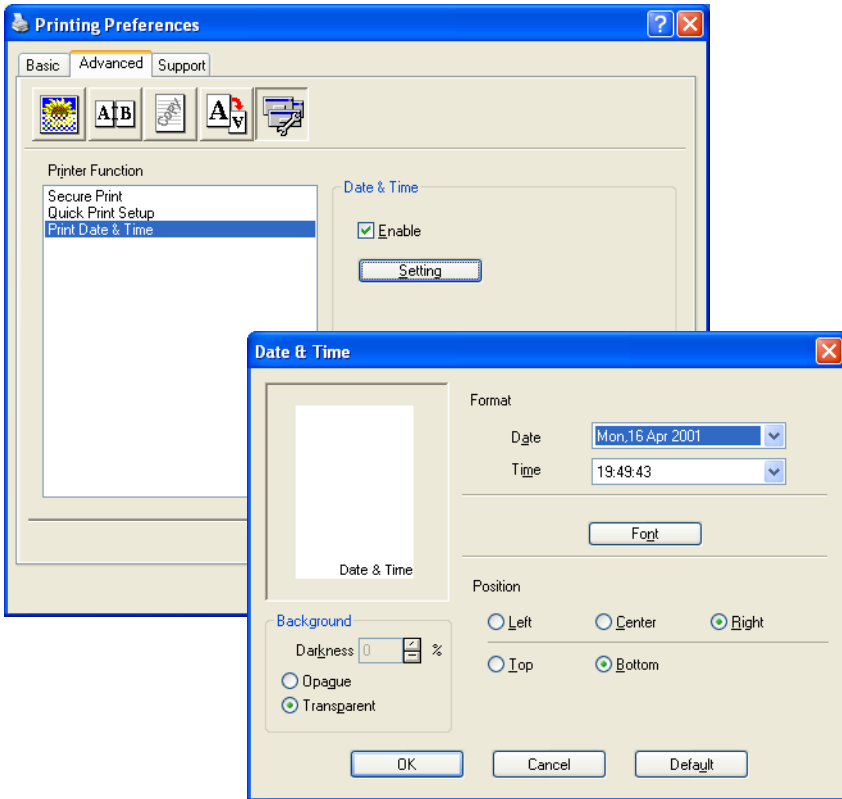 Printing Preferences
Basic Advanced Support
A B
A A
Printer Function
Secure Print
Quick Print Setup
Print Date & Time
Date & Time
Enable
Setting
Date & Time
Date & Time
Format
Date Mon,16 Apr 2001
Time 19:49:43
Font
Position
Left Center Right
Top Bottom
Background
Darkness 0 %
Opague
Transparent
OK Cancel Default